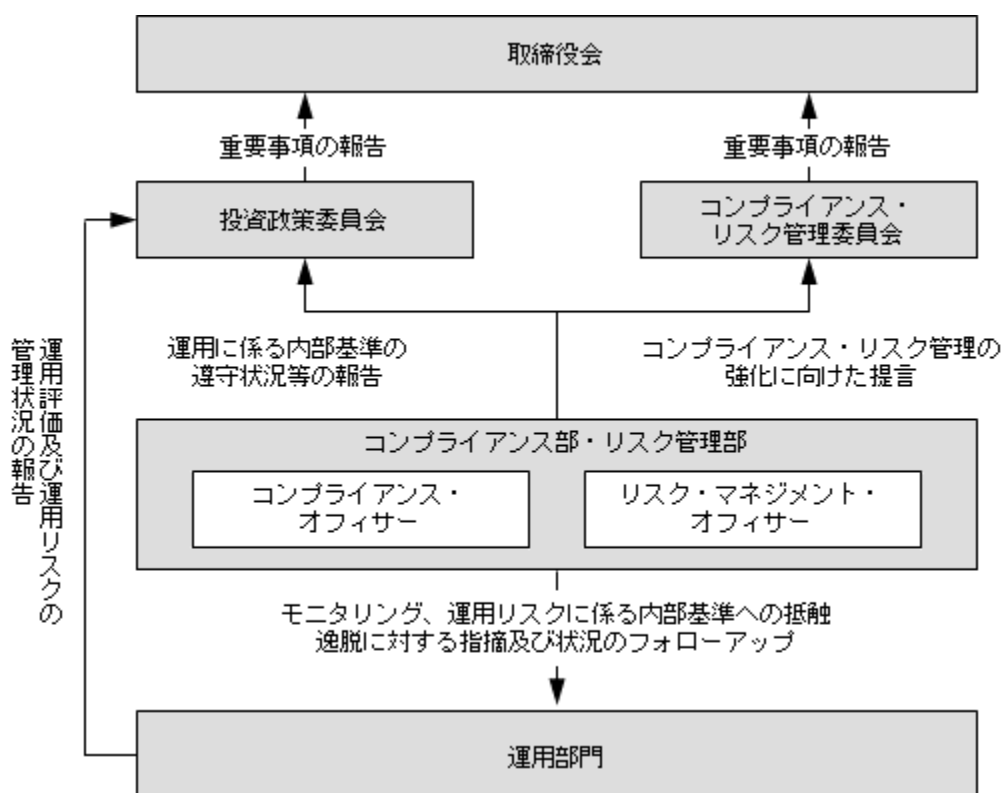 取締役会
重要事項の報告
重要事項の報告
投資政策委員会
コンプライアンス・
リスク管理委員会
運用に係る内部基準の
遵守状況等の報告
コンプライアンス・リスク管理の
強化に向けた提言
運用評価及び運用リスクの
管理状況の報告
コンプライアンス部・リスク管理部
コンプライアンス・
オフィサー
リスク・マネジメント・
オフィサー
モニタリング、運用リスクに係る内部基準への抵触
逸脱に対する指摘及び状況のフォローアップ
運用部門